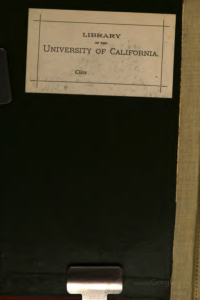 LIBRARY
OF THE
UNIVERSITY OF CALIFORNIA.
Class